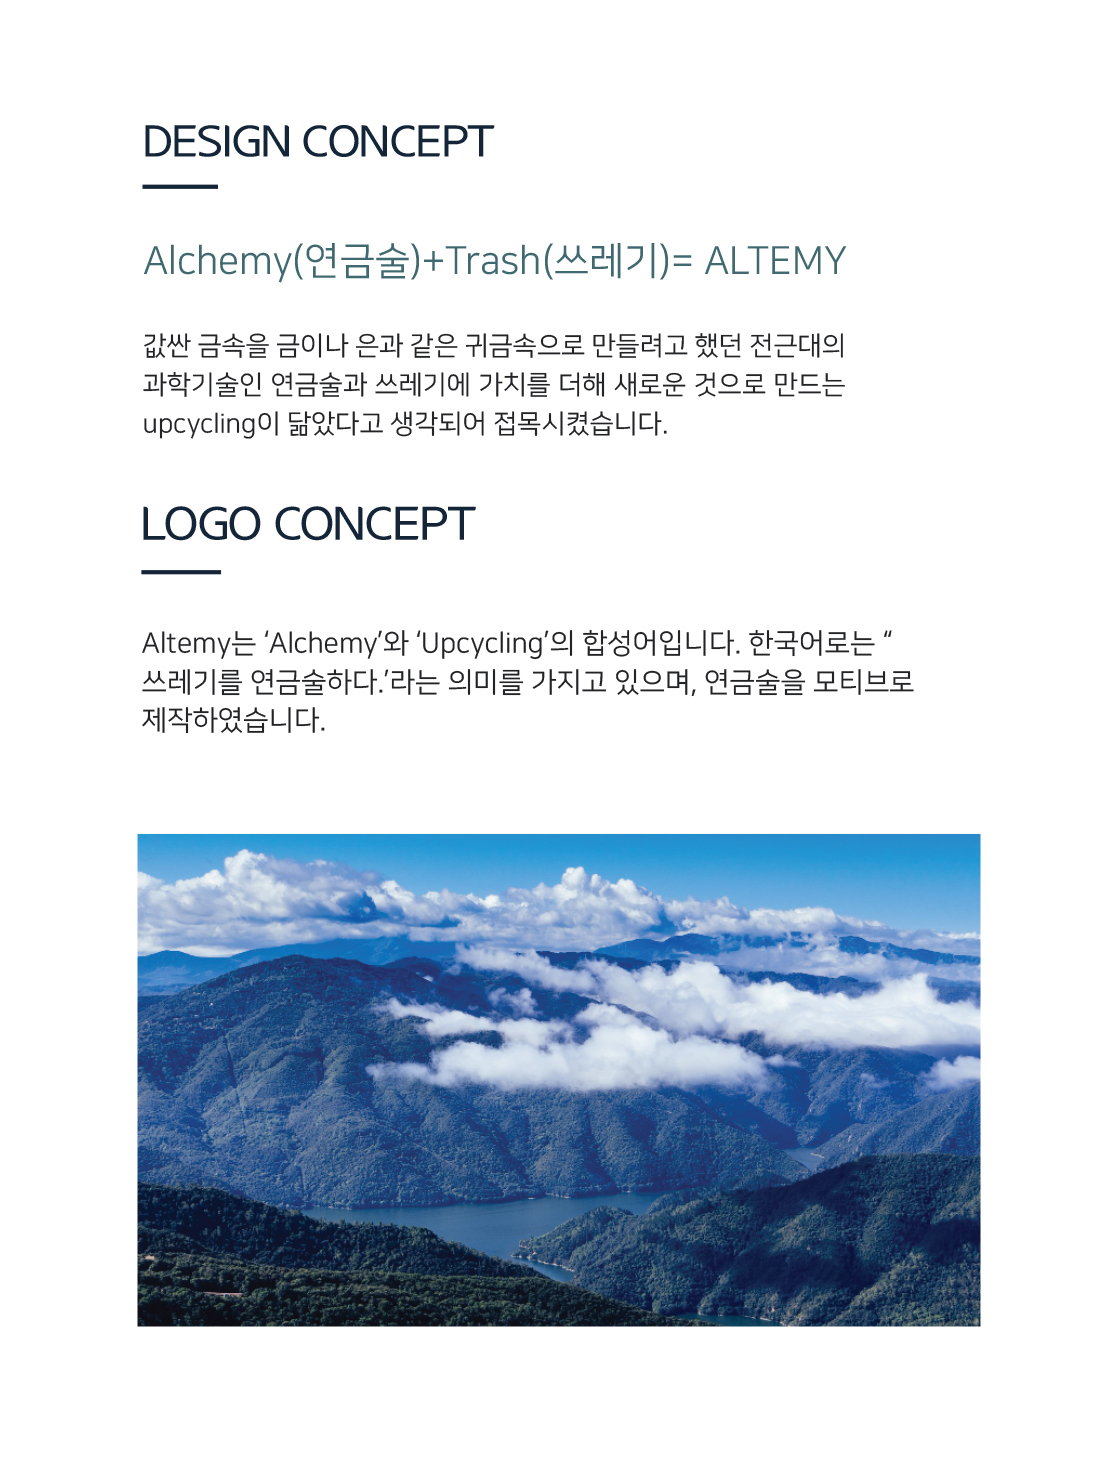 DESIGN CONCEPT
Alchemy(연금술)+Trash(쓰레기)= ALTEMY
값싼 금속을 금이나 은과 같은 귀금속으로 만들려고 했던 전근대의
과학기술인 연금술과 쓰레기에 가치를 더해 새로운 것으로 만드는
upcycling이 닮았다고 생각되어 접목시켰습니다.
LOGO CONCEPT
Altemy는 ‘Alchemy’와 ‘Upcycling’의 합성어입니다. 한국어로는 “
쓰레기를 연금술하다.’라는 의미를 가지고 있으며, 연금술을 모티브로
제작하였습니다.